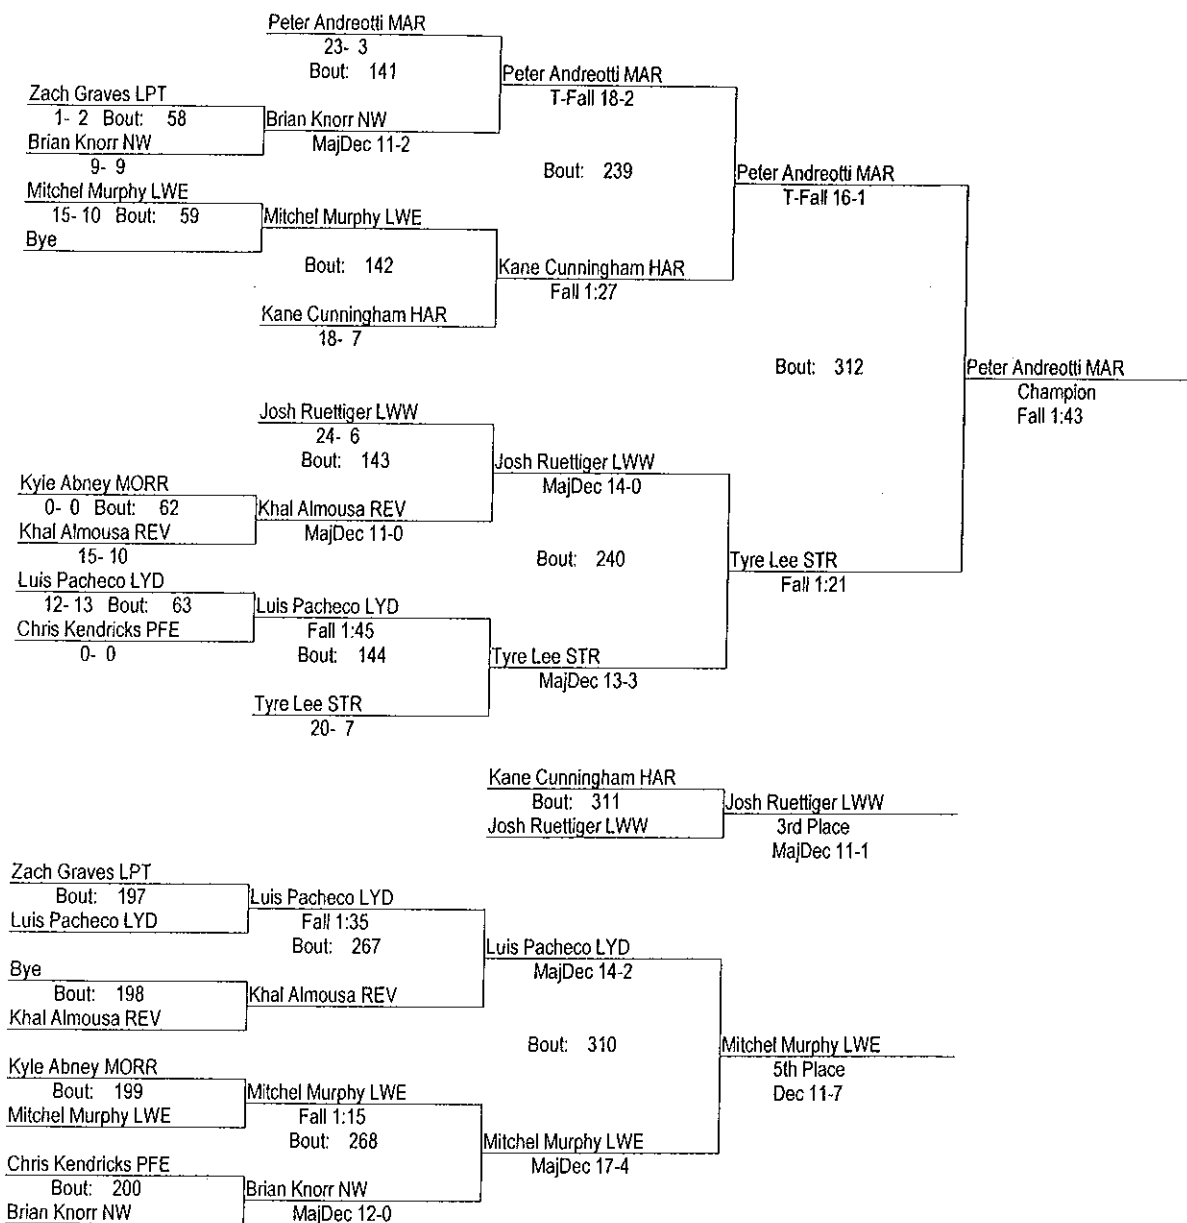 Peter Andreotti MAR
23- 3
Bout: 141
Peter Andreotti MAR
T-Fall 18-2
Zach Graves LPT
1- 2 Bout: 58
Brian Knorr NW
9- 9
Brian Knorr NW
MajDec 11-2
Bout: 239
Peter Andreotti MAR
T-Fall 16-1
Mitchel Murphy LWE
15- 10 Bout: 59
Bye
Mitchel Murphy LWE
Bout: 142
Kane Cunningham HAR
Fall 1:27
Kane Cunningham HAR
18- 7
Bout: 312
Peter Andreotti MAR
Champion
Fall 1:43
Josh Ruettiger LWW
24- 6
Bout: 143
Josh Ruettiger LWW
MajDec 14-0
Kyle Abney MORR
0- 0 Bout: 62
Khal Almousa REV
15- 10
Khal Almousa REV
MajDec 11-0
Bout: 240
Tyre Lee STR
Fall 1:21
Luis Pacheco LYD
12- 13 Bout: 63
Chris Kendricks PFE
0- 0
Luis Pacheco LYD
Fall 1:45
Bout: 144
Tyre Lee STR
MajDec 13-3
Tyre Lee STR
20- 7
Kane Cunningham HAR
Bout: 311
Josh Ruettiger LWW
Josh Ruettiger LWW
3rd Place
MajDec 11-1
Zach Graves LPT
Bout: 197
Luis Pacheco LYD
Luis Pacheco LYD
Fall 1:35
Bout: 267
Luis Pacheco LYD
MajDec 14-2
Bye
Bout: 198
Khal Almousa REV
Khal Almousa REV
Bout: 310
Mitchel Murphy LWE
5th Place
Dec 11-7
Kyle Abney MORR
Bout: 199
Mitchel Murphy LWE
Mitchel Murphy LWE
Fall 1:15
Bout: 268
Mitchel Murphy LWE
MajDec 17-4
Chris Kendricks PFE
Bout: 200
Brian Knorr NW
Brian Knorr NW
MajDec 12-0